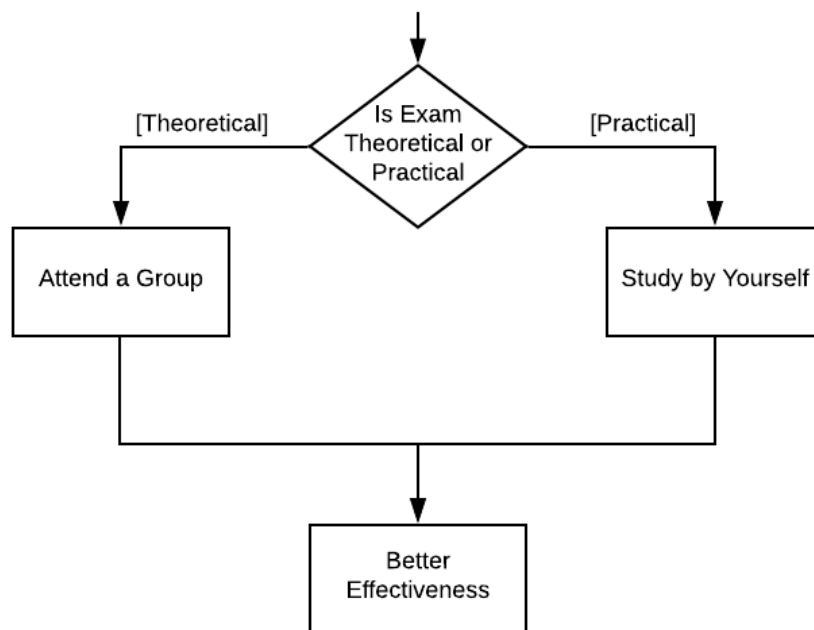 Is Exam
Theoretical or
Practical
[Theoretical]
[Practical]
Attend a Group
Study by Yourself
Better
Effectiveness